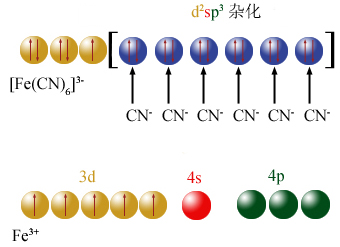 d²sp³ 杂化
[Fe(CN)₆]³⁻
CN⁻ CN⁻ CN⁻ CN⁻ CN⁻ CN⁻
3d 4s 4p
Fe³⁺